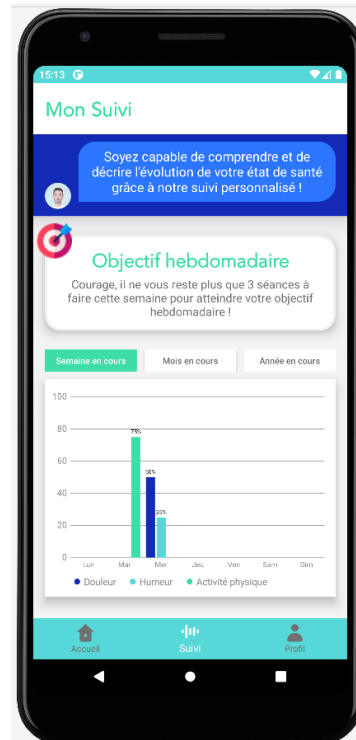 15:13
Mon Suivi
Soyez capable de comprendre et de
décrire l'évolution de votre état de santé
grâce à notre suivi personnalisé !
Objectif hebdomadaire
Courage, il ne vous reste plus que 3 séances à
faire cette semaine pour atteindre votre objectif
hebdomadaire !
Semaine en cours Mois en cours Année en cours
100
80
75%
60
50%
40
25%
20
0
Lun Mar Mer Jeu Ven Sam Dim
Douleur Humeur Activité physique
Accueil Suivi Profil